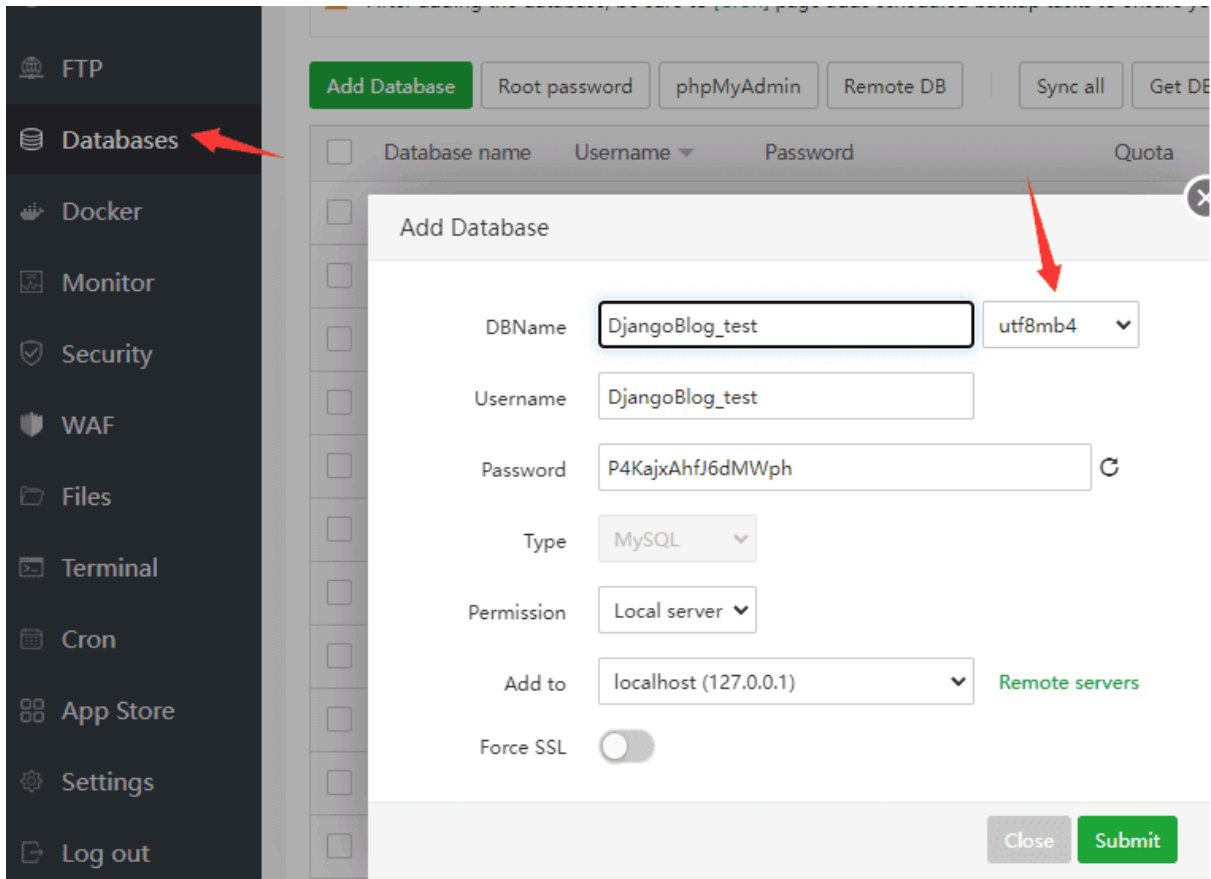 FTP
Databases
Docker
Monitor
Security
WAF
Files
Terminal
Cron
App Store
Settings
Log out
Add Database
Root password
phpMyAdmin
Remote DB
Sync all
Database name
Username
Password
Quota
Add Database
DBName
DjangoBlog_test
utf8mb4
Username
DjangoBlog_test
Password
P4KajxAhfJ6dMWph
Type
MySQL
Permission
Local server
Add to
localhost (127.0.0.1)
Remote servers
Force SSL
Close
Submit